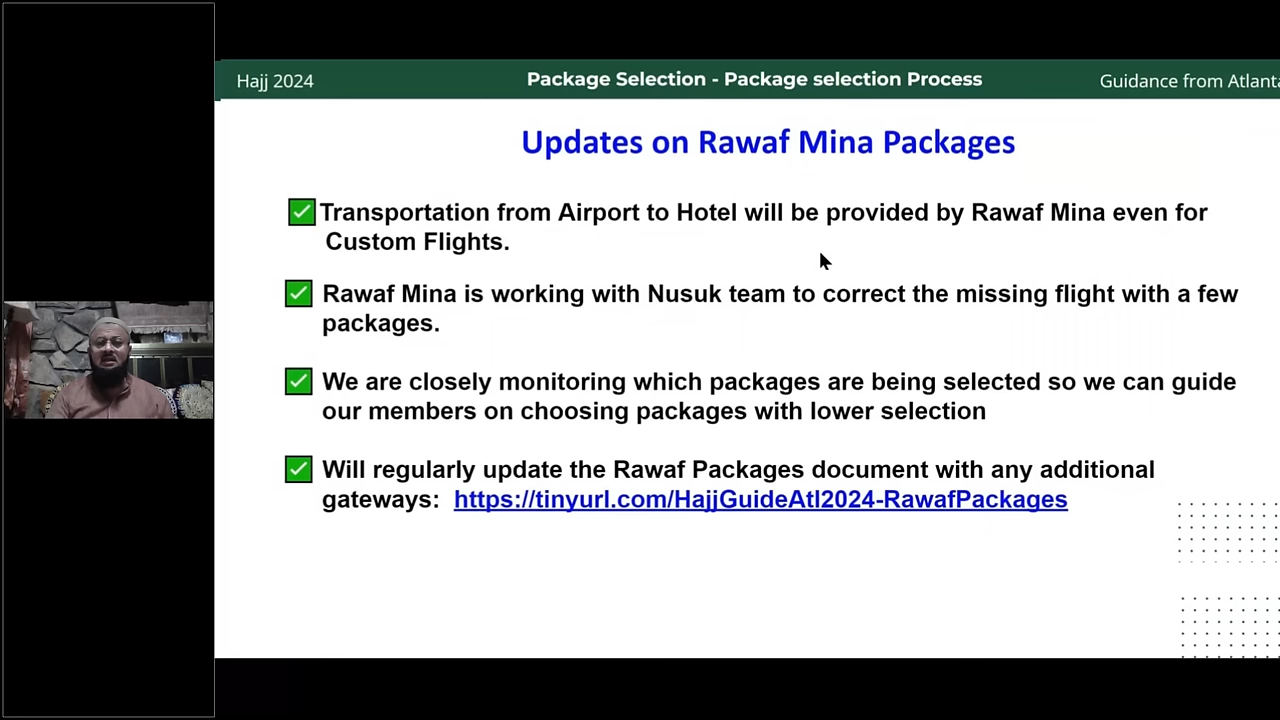 Hajj 2024
Package Selection - Package selection Process
Guidance from Atlanta
Updates on Rawaf Mina Packages
Transportation from Airport to Hotel will be provided by Rawaf Mina even for
Custom Flights.
Rawaf Mina is working with Nusuk team to correct the missing flight with a few
packages.
We are closely monitoring which packages are being selected so we can guide
our members on choosing packages with lower selection
Will regularly update the Rawaf Packages document with any additional
gateways: https://tinyurl.com/HajjGuideAtl2024-RawafPackages